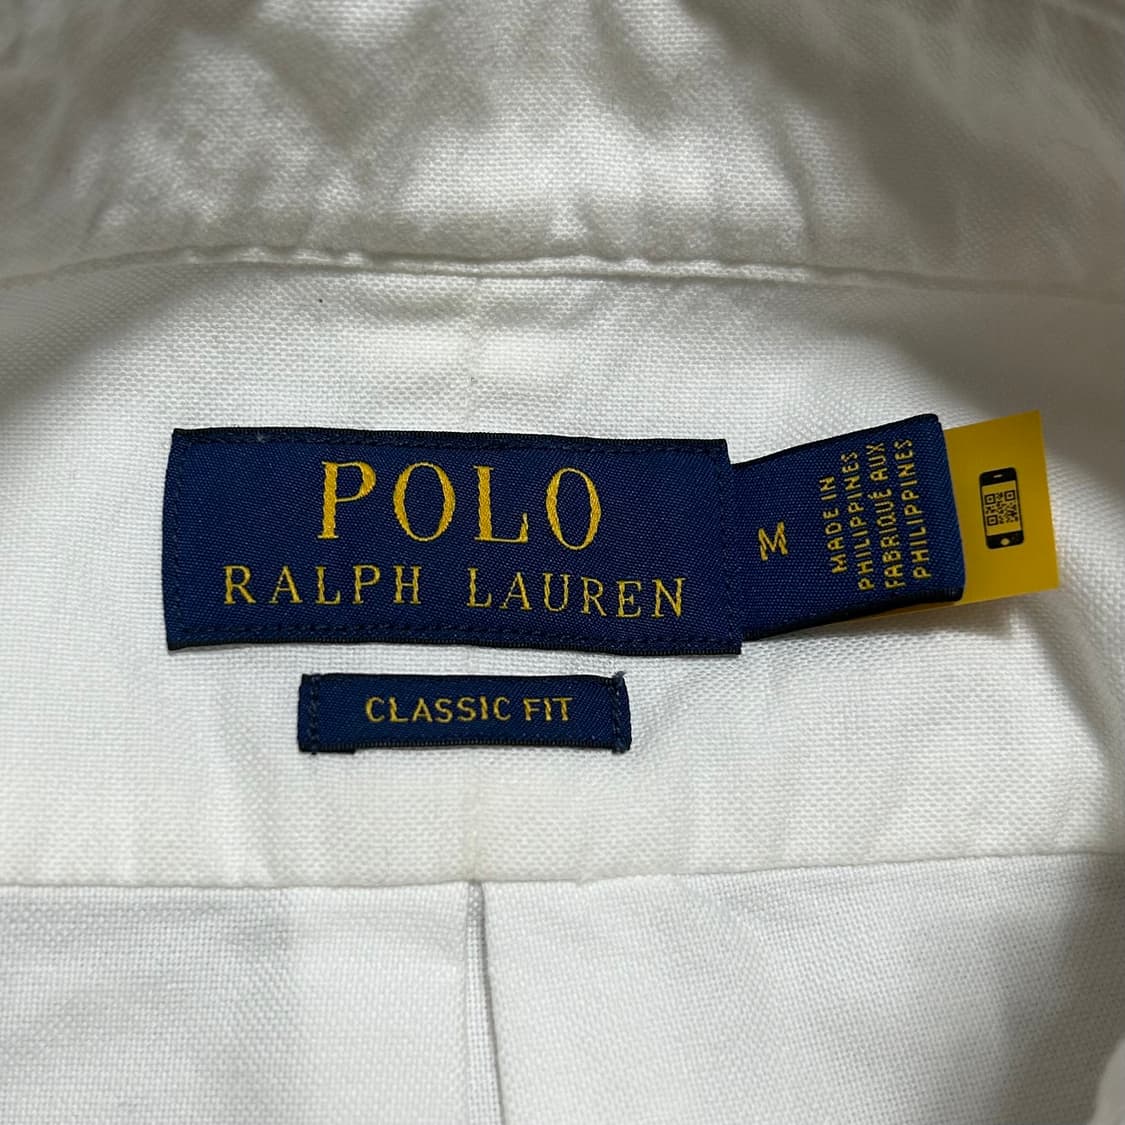 POLO
RALPH LAUREN
M
MADE IN
PHILIPPINES
FABRIQUÉ AUX
PHILIPPINES
CLASSIC FIT